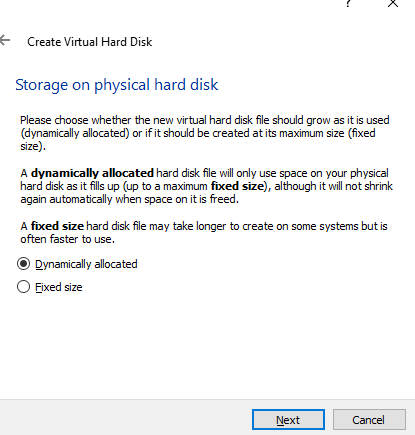 ?
Create Virtual Hard Disk
Storage on physical hard disk
Please choose whether the new virtual hard disk file should grow as it is used
(dynamically allocated) or if it should be created at its maximum size (fixed
size).
A dynamically allocated hard disk file will only use space on your physical
hard disk as it fills up (up to a maximum fixed size), although it will not shrink
again automatically when space on it is freed.
A fixed size hard disk file may take longer to create on some systems but is
often faster to use.
Dynamically allocated
Fixed size
Next
Cancel